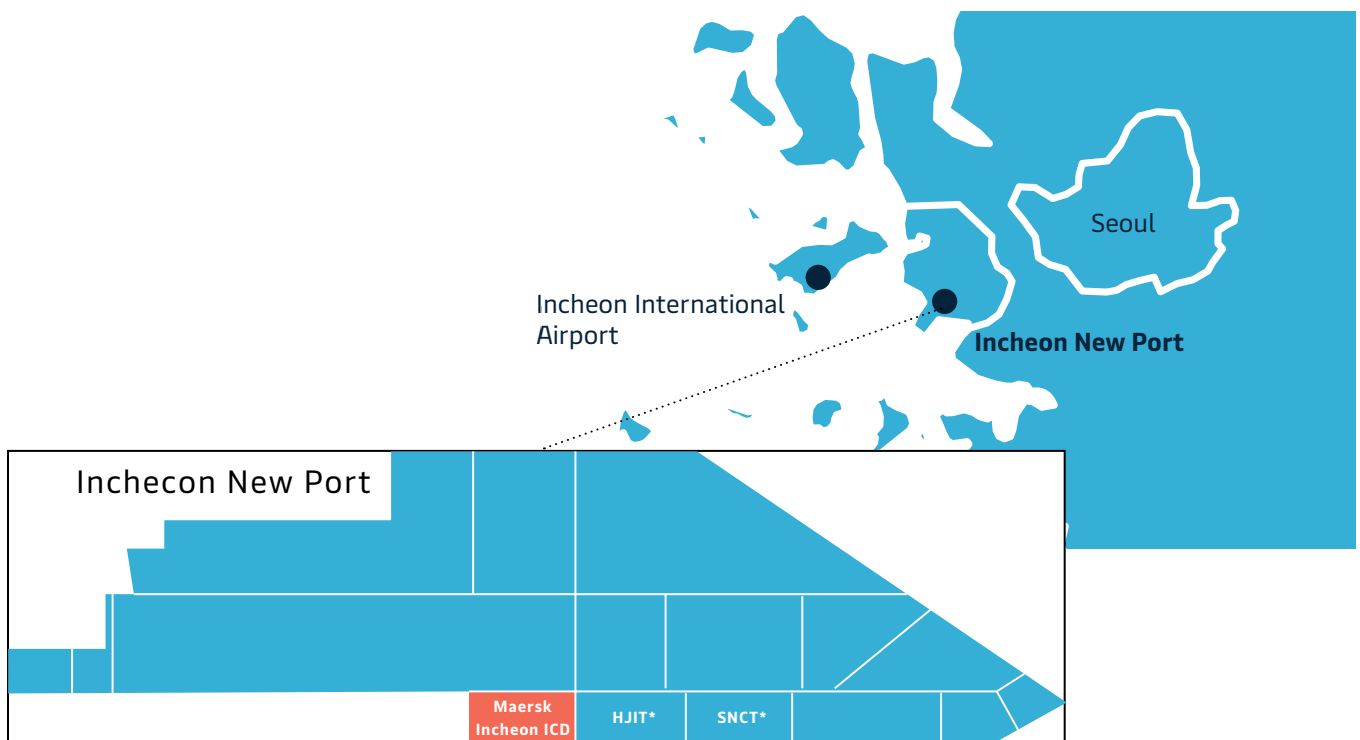 Seoul
Incheon International
Airport
Incheon New Port
Inchecon New Port
Maersk
Incheon ICD
HJIT*
SNCT*